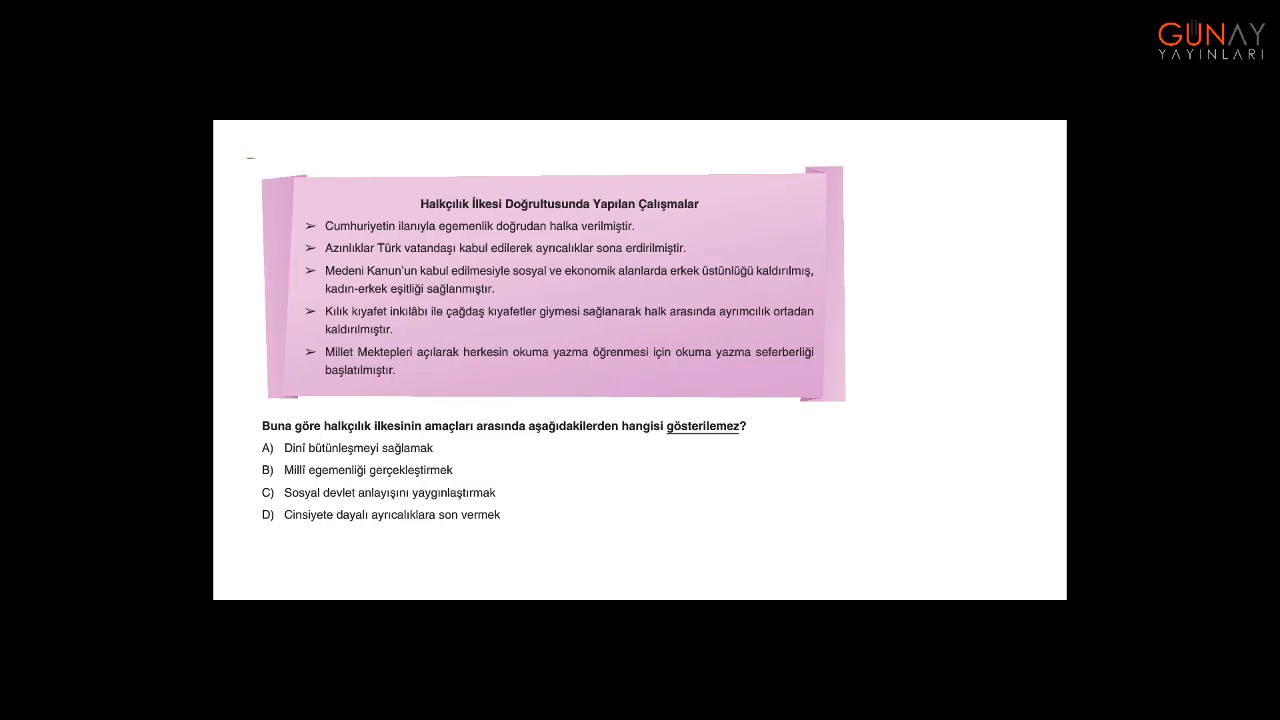 GÜNAY
YAYINLARI
Halkçılık İlkesi Doğrultusunda Yapılan Çalışmalar
➢ Cumhuriyetin ilanıyla egemenlik doğrudan halka verilmiştir.
➢ Azınlıklar Türk vatandaşı kabul edilerek ayrıcalıklar sona erdirilmiştir.
➢ Medeni Kanun'un kabul edilmesiyle sosyal ve ekonomik alanlarda erkek üstünlüğü kaldırılmış,
kadın-erkek eşitliği sağlanmıştır.
➢ Kılık kıyafet inkılâbı ile çağdaş kıyafetler giymesi sağlanarak halk arasında ayrımcılık ortadan
kaldırılmıştır.
➢ Millet Mektepleri açılarak herkesin okuma yazma öğrenmesi için okuma yazma seferberliği
başlatılmıştır.
Buna göre halkçılık ilkesinin amaçları arasında aşağıdakilerden hangisi gösterilemez?
A) Dinî bütünleşmeyi sağlamak
B) Millî egemenliği gerçekleştirmek
C) Sosyal devlet anlayışını yaygınlaştırmak
D) Cinsiyete dayalı ayrıcalıklara son vermek